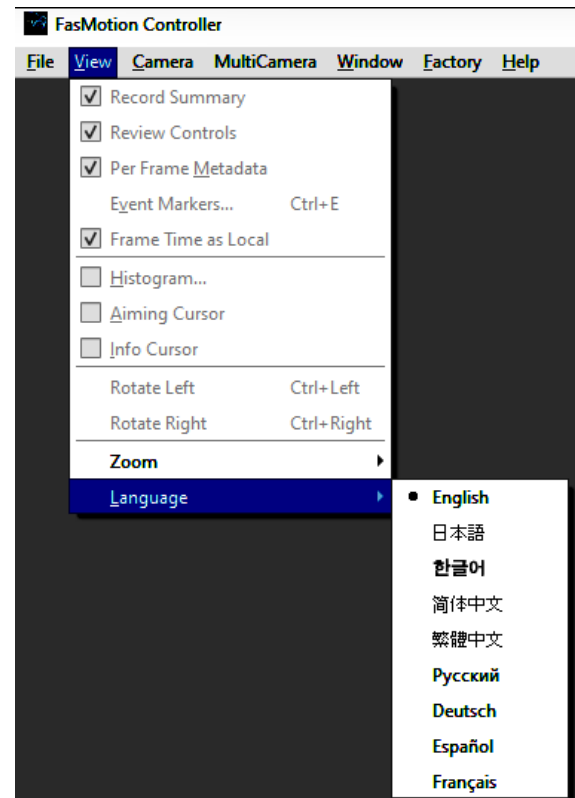 FasMotion Controller
File View Camera MultiCamera Window Factory Help
Record Summary
Review Controls
Per Frame Metadata
Event Markers... Ctrl+E
Frame Time as Local
Histogram...
Aiming Cursor
Info Cursor
Rotate Left Ctrl+Left
Rotate Right Ctrl+Right
Zoom
Language
English
日本語
한글어
简体中文
繁體中文
Русский
Deutsch
Español
Français